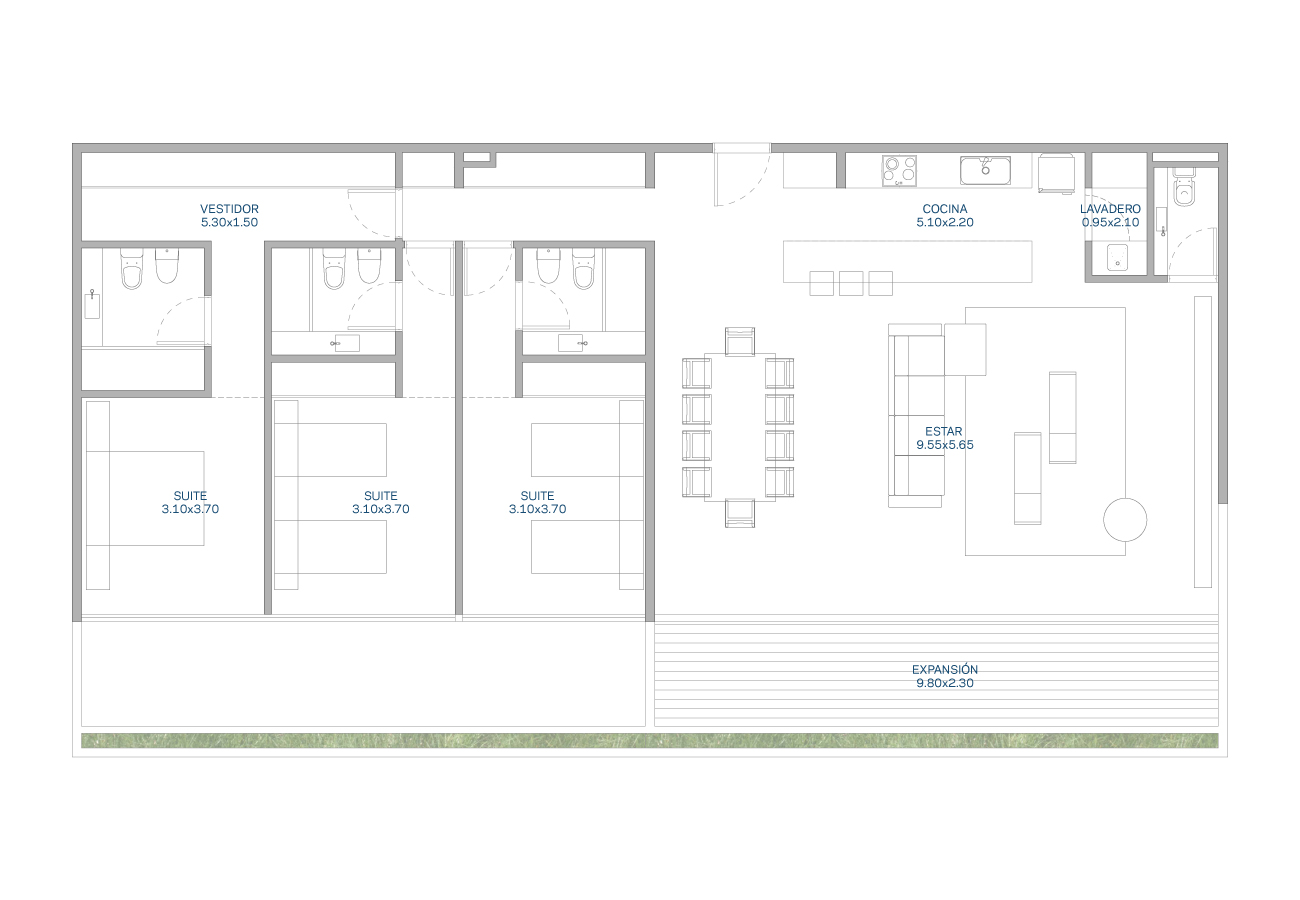 VESTIDOR
5.30x1.50
COCINA
5.10x2.20
LAVADERO
0.95x2.10
ESTAR
9.55x5.65
SUITE
3.10x3.70
SUITE
3.10x3.70
SUITE
3.10x3.70
EXPANSIÓN
9.80x2.30